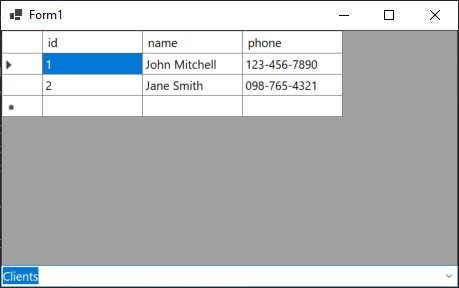 Form1
id name phone
1 John Mitchell 123-456-7890
2 Jane Smith 098-765-4321
Clients